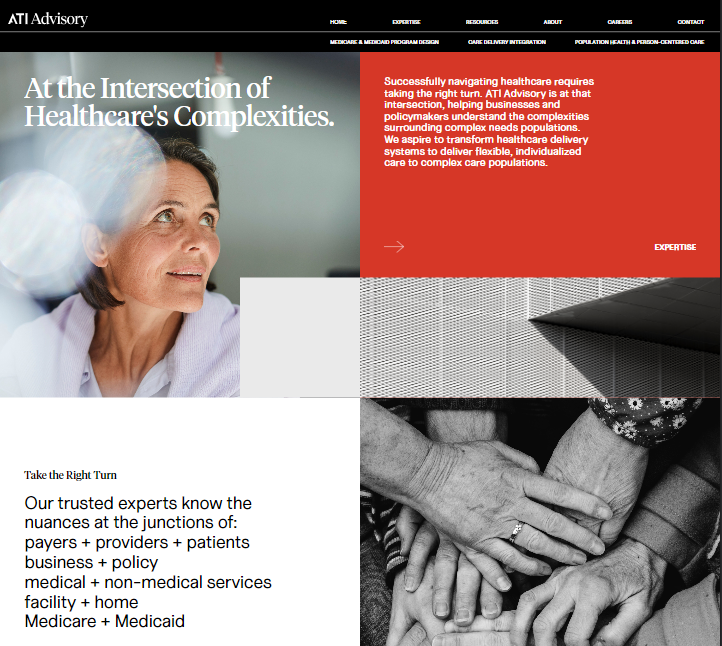 ATI Advisory
HOME EXPERTISE RESOURCES ABOUT CAREERS CONTACT
MEDICARE & MEDICAID PROGRAM DESIGN CARE DELIVERY INTEGRATION POPULATION HEALTH & PERSON-CENTERED CARE
At the Intersection of
Healthcare's Complexities.
Successfully navigating healthcare requires
taking the right turn. ATI Advisory is at that
intersection, helping businesses and
policymakers understand the complexities
surrounding complex needs populations.
We aspire to transform healthcare delivery
systems to deliver flexible, individualized
care to complex care populations.
EXPERTISE
Take the Right Turn
Our trusted experts know the
nuances at the junctions of:
payers + providers + patients
business + policy
medical + non-medical services
facility + home
Medicare + Medicaid